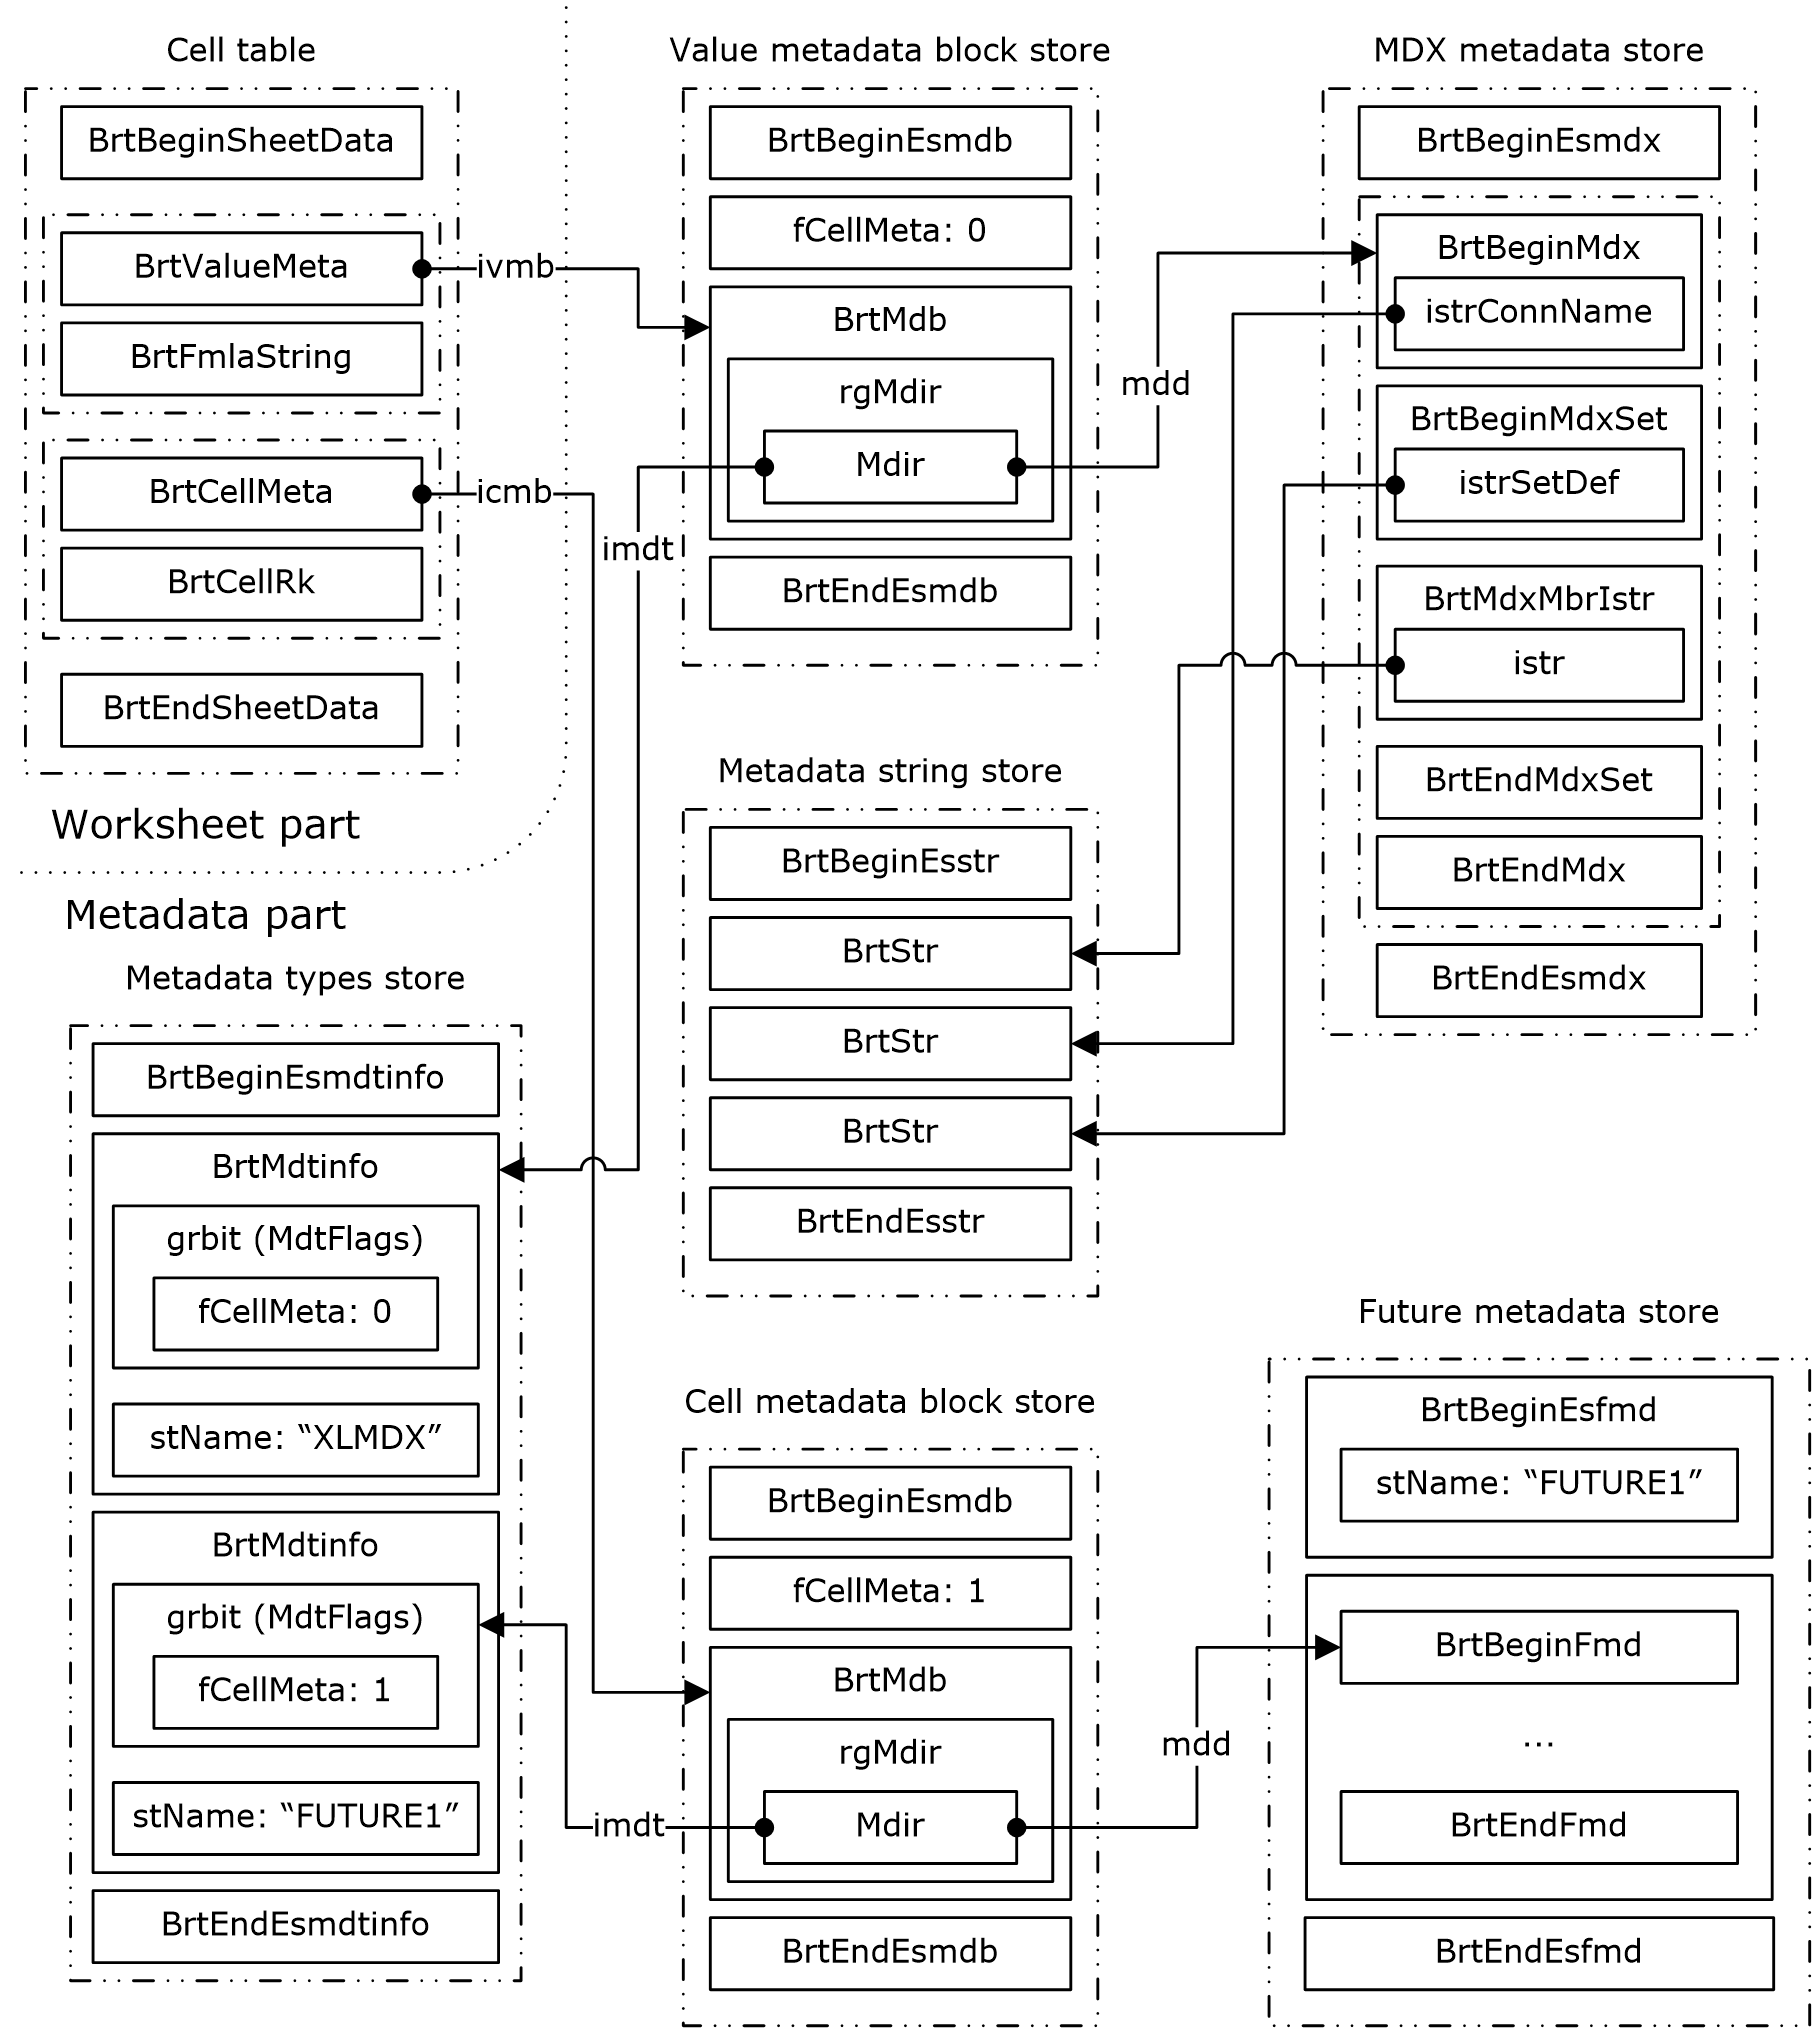 Cell table
BrtBeginSheetData
BrtValueMeta
ivmb
BrtFmlaString
BrtCellMeta
icmb
BrtCellRk
BrtEndSheetData
Worksheet part
Value metadata block store
BrtBeginEsmdb
fCellMeta: 0
BrtMdb
rgMdir
Mdir
imdt
mdd
BrtEndEsmdb
MDX metadata store
BrtBeginEsmdx
BrtBeginMdx
istrConnName
BrtBeginMdxSet
istrSetDef
BrtMdxMbrIstr
istr
BrtEndMdxSet
BrtEndMdx
BrtEndEsmdx
Metadata string store
BrtBeginEsstr
BrtStr
BrtStr
BrtStr
BrtEndEsstr
Metadata part
Metadata types store
BrtBeginEsmdtinfo
BrtMdtinfo
grbit (MdtFlags)
fCellMeta: 0
stName: “XLMDX”
BrtMdtinfo
grbit (MdtFlags)
fCellMeta: 1
stName: “FUTURE1”
BrtEndEsmdtinfo
Cell metadata block store
BrtBeginEsmdb
fCellMeta: 1
BrtMdb
rgMdir
Mdir
imdt
mdd
BrtEndEsmdb
Future metadata store
BrtBeginEsfmd
stName: “FUTURE1”
BrtBeginFmd
...
BrtEndFmd
BrtEndEsfmd